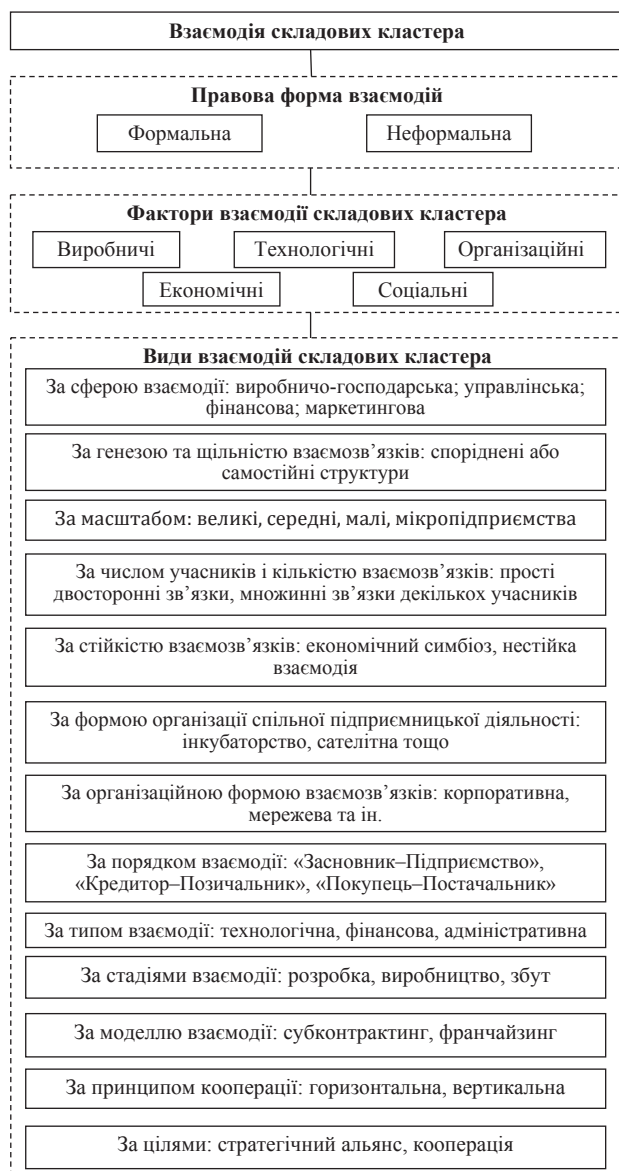 Взаємодія складових кластера
Правова форма взаємодій
Формальна Неформальна
Фактори взаємодії складових кластера
Виробничі Технологічні Організаційні
Економічні Соціальні
Види взаємодій складових кластера
За сферою взаємодії: виробничо-господарська; управлінська;
фінансова; маркетингова
За генезою та щільністю взаємозв’язків: споріднені або
самостійні структури
За масштабом: великі, середні, малі, мікропідприємства
За числом учасників і кількістю взаємозв’язків: прості
двосторонні зв’язки, множинні зв’язки декількох учасників
За стійкістю взаємозв’язків: економічний симбіоз, нестійка
взаємодія
За формою організації спільної підприємницької діяльності:
інкубаторство, сателітна тощо
За організаційною формою взаємозв’язків: корпоративна,
мережева та ін.
За порядком взаємодії: «Засновник–Підприємство»,
«Кредитор–Позичальник», «Покупець–Постачальник»
За типом взаємодії: технологічна, фінансова, адміністративна
За стадіями взаємодії: розробка, виробництво, збут
За моделлю взаємодії: субконтрактинг, франчайзинг
За принципом кооперації: горизонтальна, вертикальна
За цілями: стратегічний альянс, кооперація